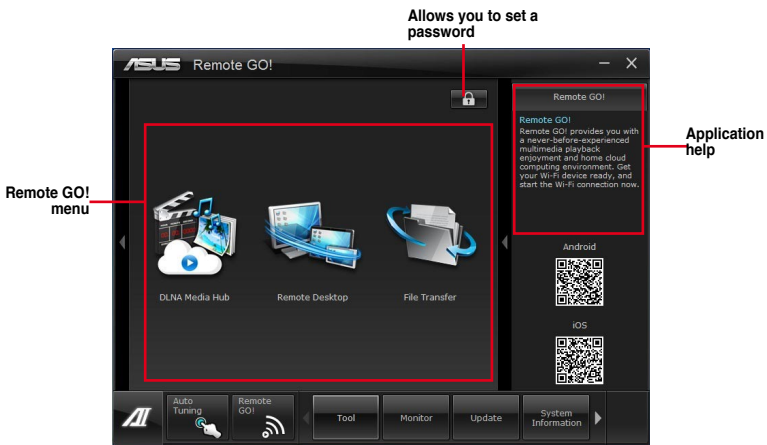 Allows you to set a
password
ASUS Remote GO!
Remote GO!
Remote GO!
Remote GO! provides you with
a never-before-experienced
multimedia playback
enjoyment and home cloud
computing environment. Get
your Wi-Fi device ready, and
start the Wi-Fi connection now.
Application
help
Remote GO!
menu
DLNA Media Hub
Remote Desktop
File Transfer
Android
iOS
Auto
Tuning
Remote
GO!
Tool
Monitor
Update
System
Information